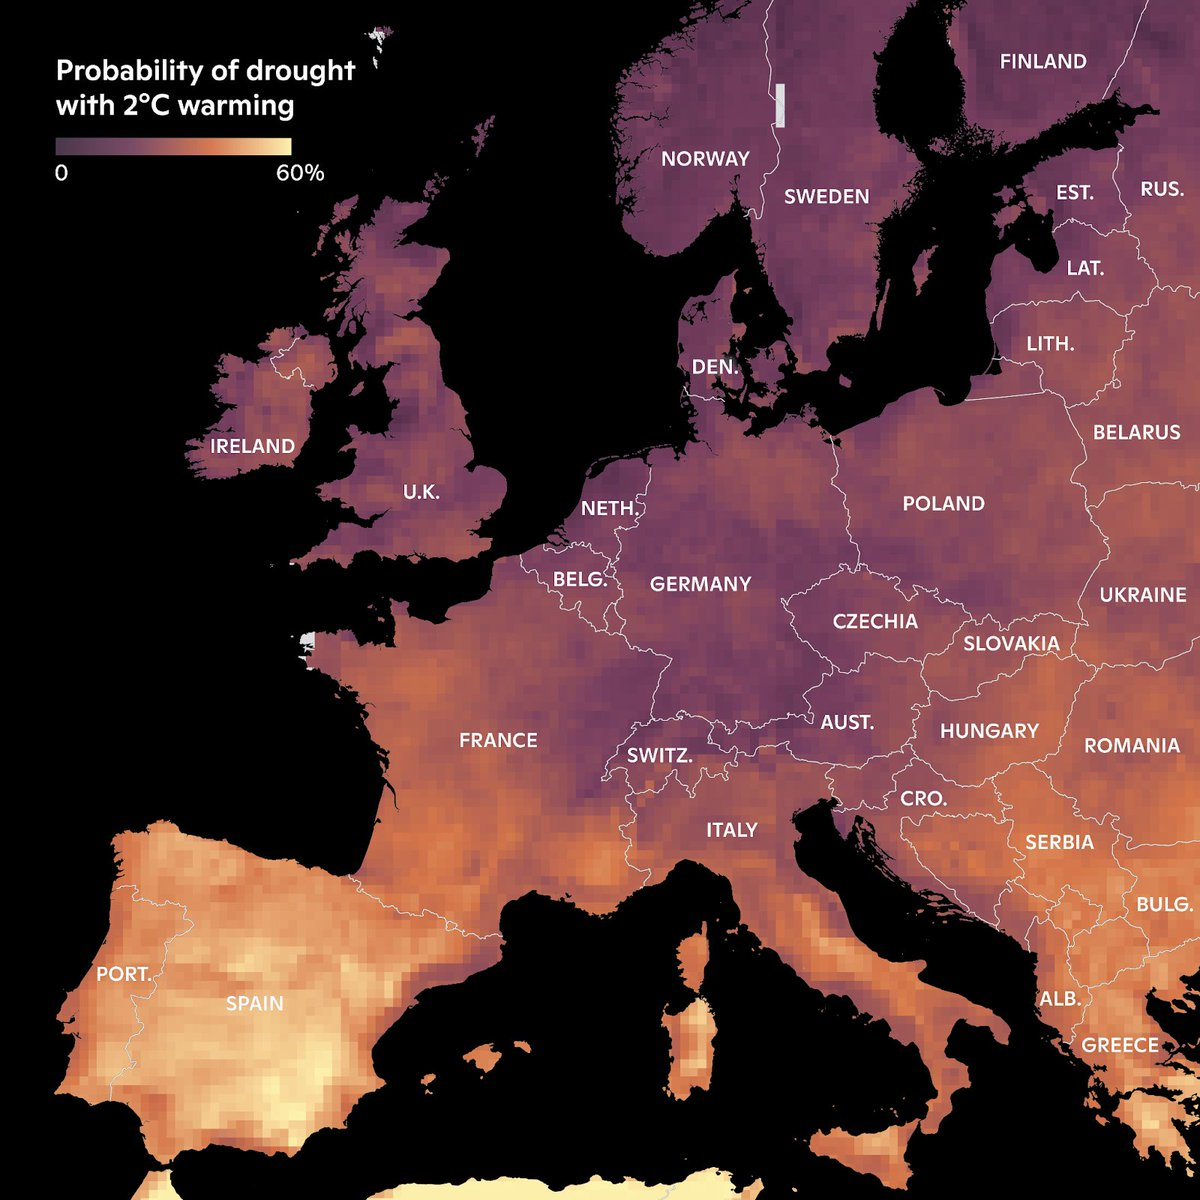 Probability of drought
with 2°C warming
0 60%
FINLAND
NORWAY
SWEDEN
EST.
RUS.
LAT.
LITH.
DEN.
BELARUS
IRELAND
U.K.
NETH.
POLAND
BELG.
GERMANY
UKRAINE
CZECHIA
SLOVAKIA
AUST.
FRANCE
HUNGARY
ROMANIA
SWITZ.
CRO.
ITALY
SERBIA
BULG.
PORT.
SPAIN
ALB.
GREECE